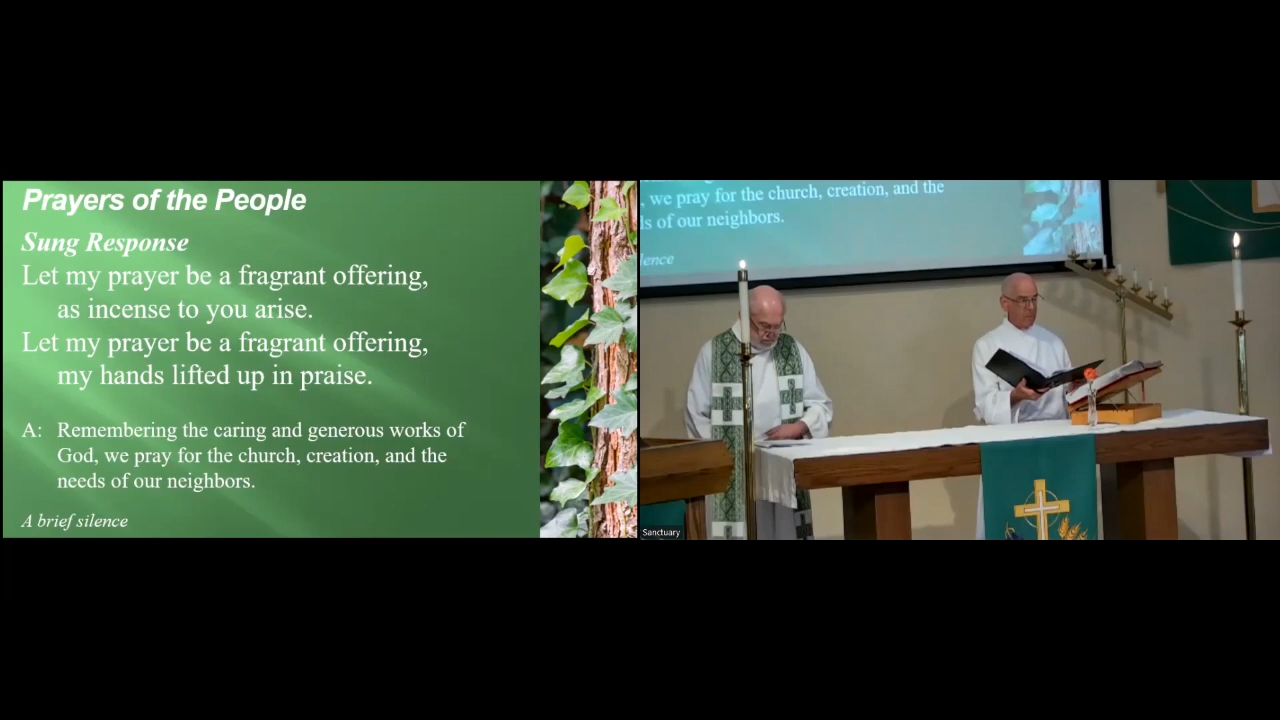 Prayers of the People
Sung Response
Let my prayer be a fragrant offering,
as incense to you arise.
Let my prayer be a fragrant offering,
my hands lifted up in praise.
A: Remembering the caring and generous works of
God, we pray for the church, creation, and the
needs of our neighbors.
A brief silence
, we pray for the church, creation, and the
ds of our neighbors.
lence
Sanctuary